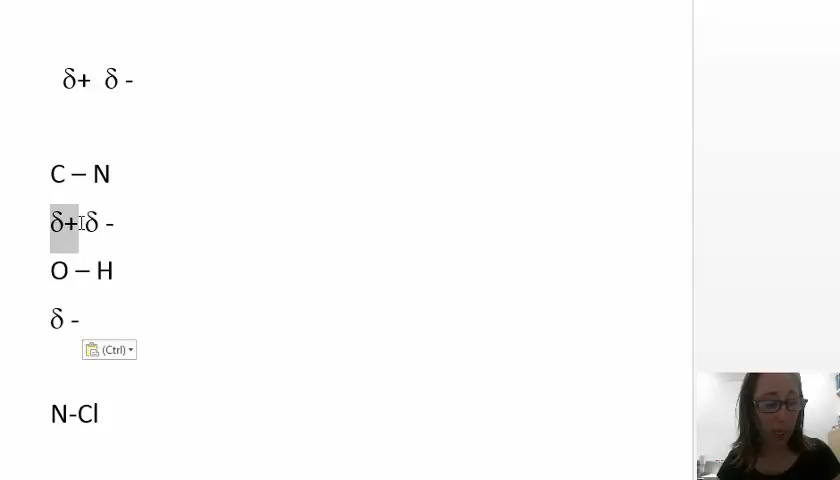 δ+ δ -
C – N
δ+ δ -
O – H
δ -
(Ctrl)
N-Cl